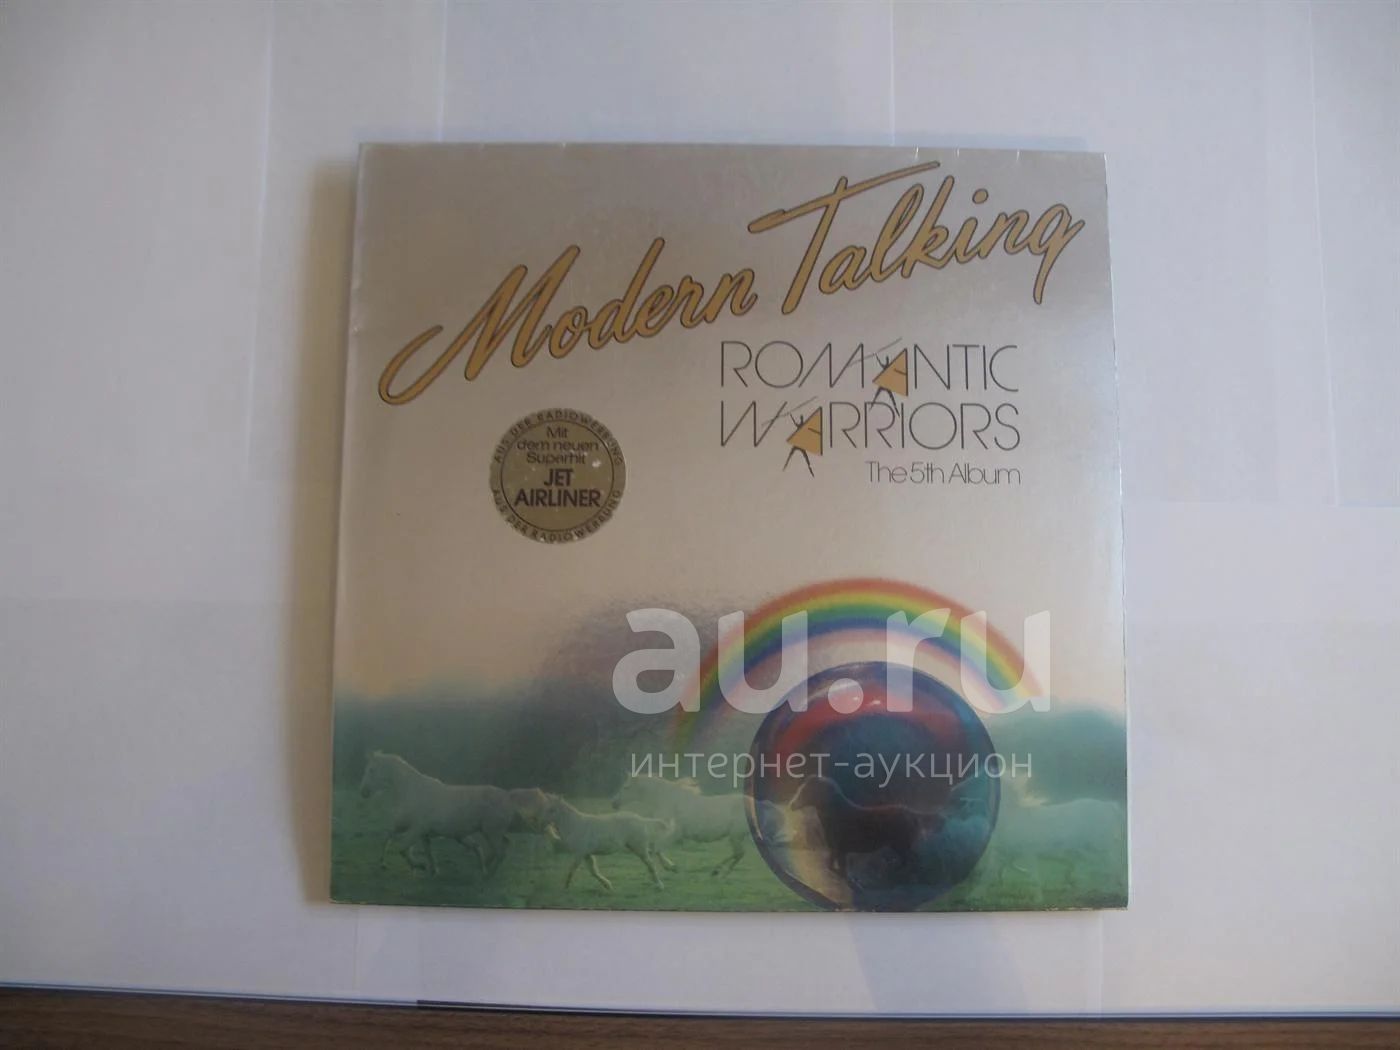 Modern Talking
ROMANTIC
WARRIORS
The 5th Album
AUS DER RADIOWERBUNG
Mit
dem neuen
Superhit
JET
AIRLINER
AUS DER RADIOWERBUNG
au.ru
интернет-аукцион